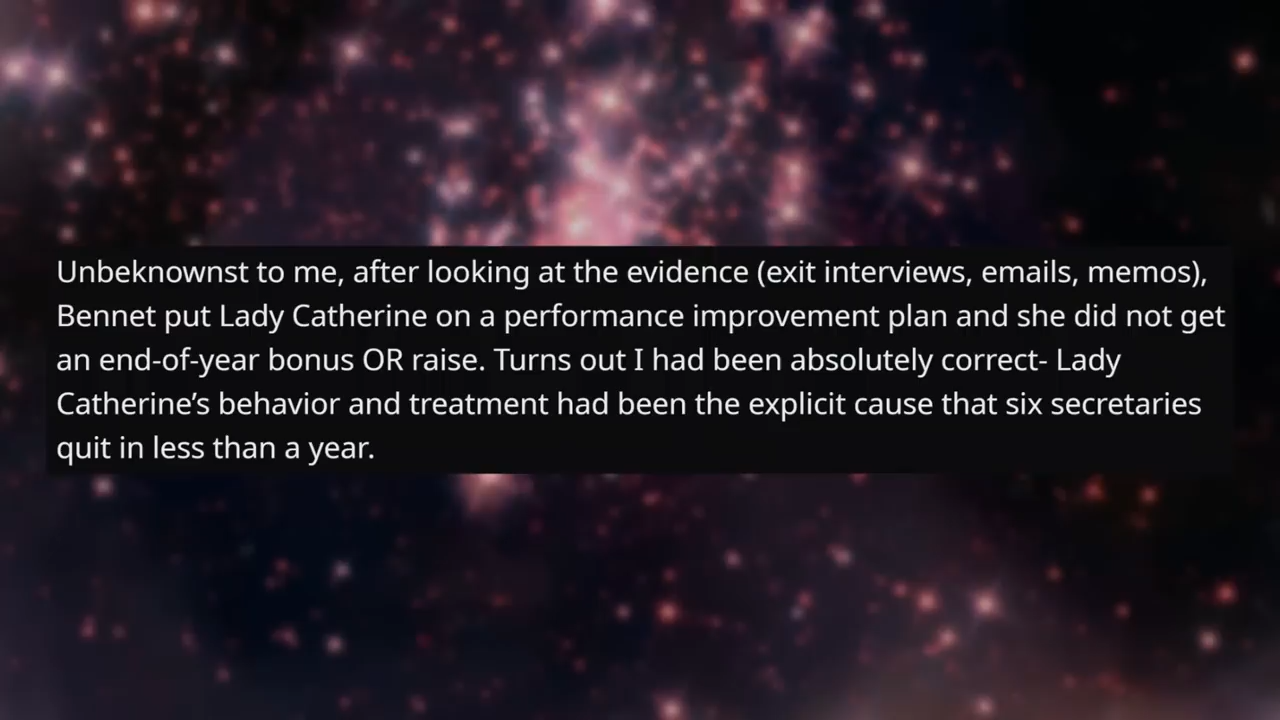 Unbeknownst to me, after looking at the evidence (exit interviews, emails, memos),
Bennet put Lady Catherine on a performance improvement plan and she did not get
an end-of-year bonus OR raise. Turns out I had been absolutely correct- Lady
Catherine’s behavior and treatment had been the explicit cause that six secretaries
quit in less than a year.